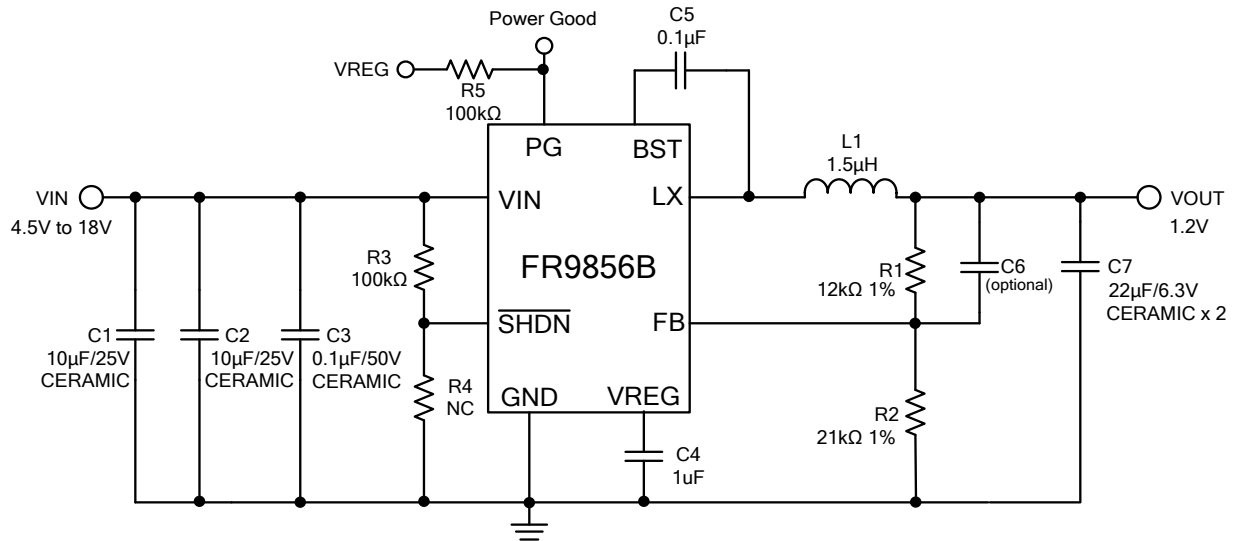 Power Good
C5
0.1µF
VREG
R5
100kΩ
PG
BST
L1
1.5µH
VIN
4.5V to 18V
VIN
LX
VOUT
1.2V
R3
100kΩ
FR9856B
R1
12kΩ 1%
C6
(optional)
C7
22µF/6.3V
CERAMIC x 2
SHDN
FB
C1
10µF/25V
CERAMIC
C2
10µF/25V
CERAMIC
C3
0.1µF/50V
CERAMIC
R4
NC
GND
VREG
R2
21kΩ 1%
C4
1uF